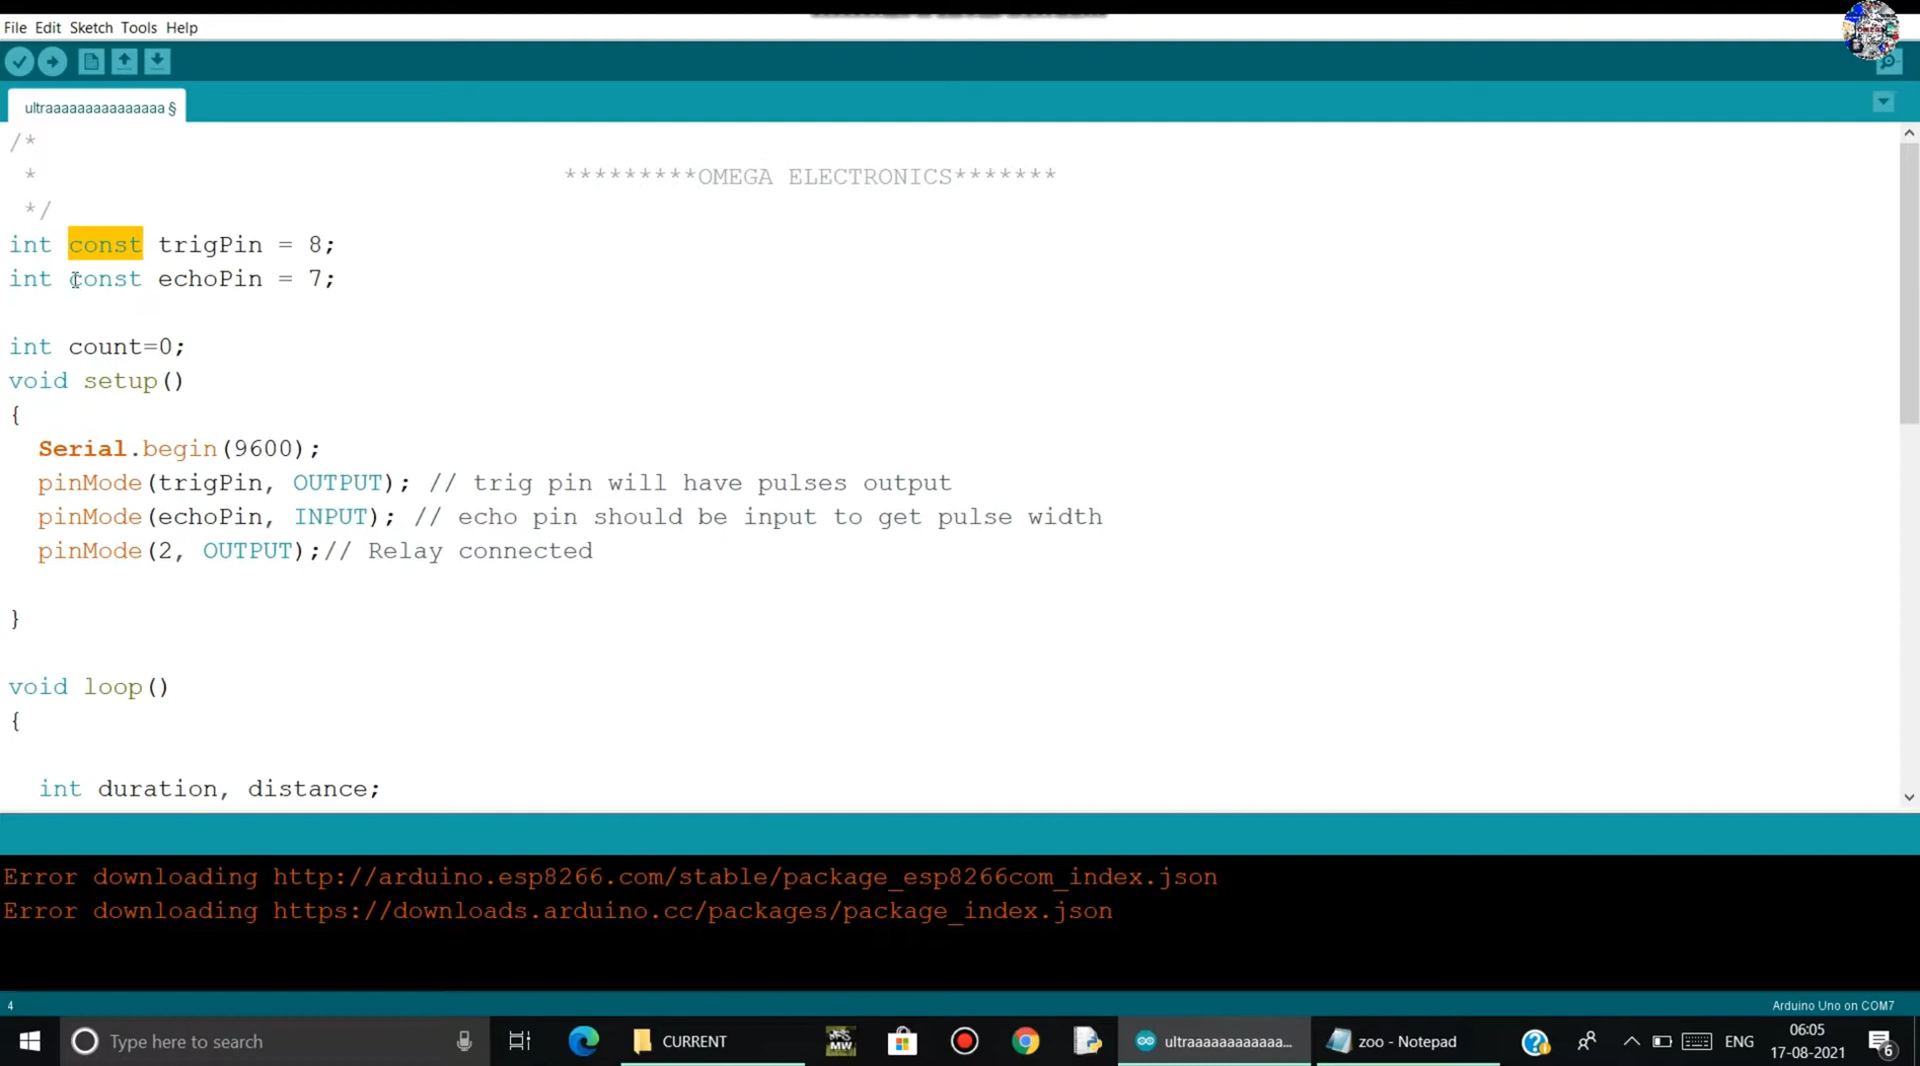 File Edit Sketch Tools Help
ultraaaaaaaaaaaaaaa §
/*
* *********OMEGA ELECTRONICS*******
*/
int const trigPin = 8;
int const echoPin = 7;
int count=0;
void setup()
{
Serial.begin(9600);
pinMode(trigPin, OUTPUT); // trig pin will have pulses output
pinMode(echoPin, INPUT); // echo pin should be input to get pulse width
pinMode(2, OUTPUT);// Relay connected
}
void loop()
{
int duration, distance;
Error downloading http://arduino.esp8266.com/stable/package_esp8266com_index.json
Error downloading https://downloads.arduino.cc/packages/package_index.json
4
Arduino Uno on COM7
Type here to search
CURRENT
MW
ultraaaaaaaaaaaa...
zoo - Notepad
ENG
06:05
17-08-2021
6